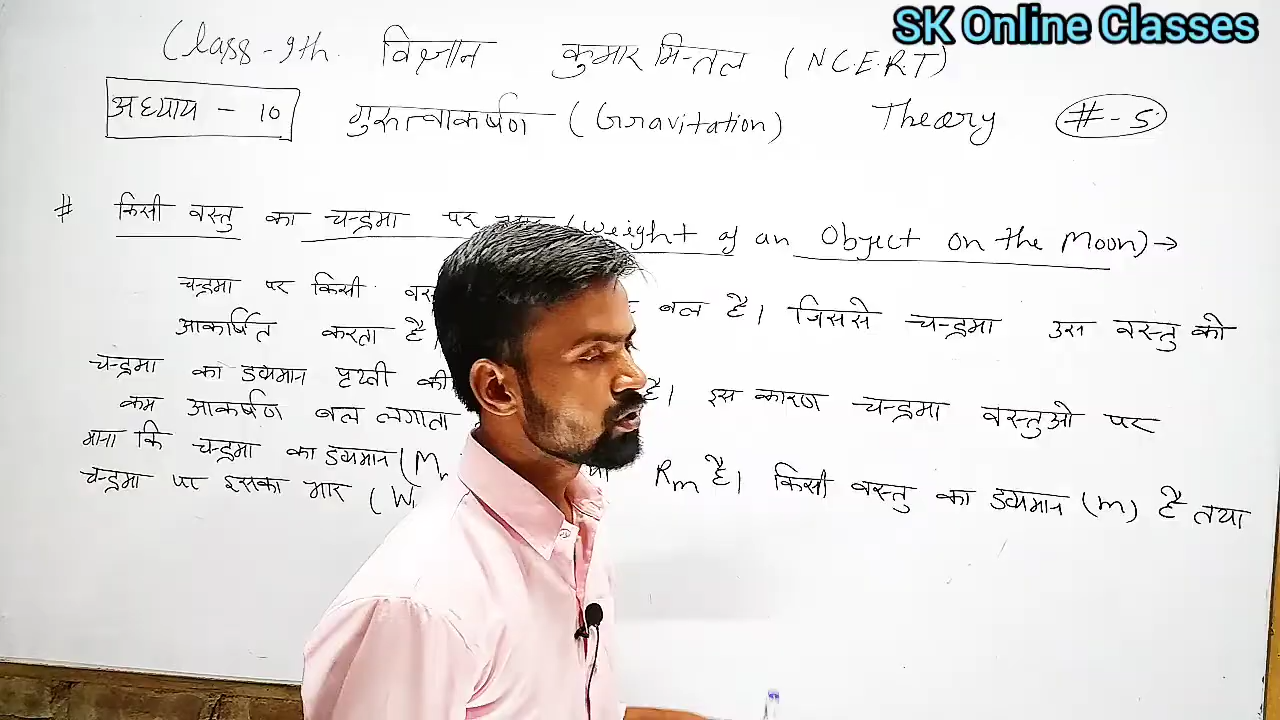 SK Online Classes
Class - 9th. विज्ञान कुमार मित्तल (N.C.E.R.T)
अध्याय - 10 गुरुत्वाकर्षण (Gravitation) Theory #-5
# किसी वस्तु का चन्द्रमा पर (Weight of an Object on the Moon) →
चन्द्रमा पर किसी बल है। जिससे चन्द्रमा उस वस्तु को
आकर्षित करता है।
चन्द्रमा का द्रव्यमान पृथ्वी की है। इस कारण चन्द्रमा वस्तुओ पर
कम आकर्षण बल लगाता
माना कि चन्द्रमा का द्रव्यमान (M Rm है। किसी वस्तु का द्रव्यमान (m) है तथा
चन्द्रमा पर इसका भार (W